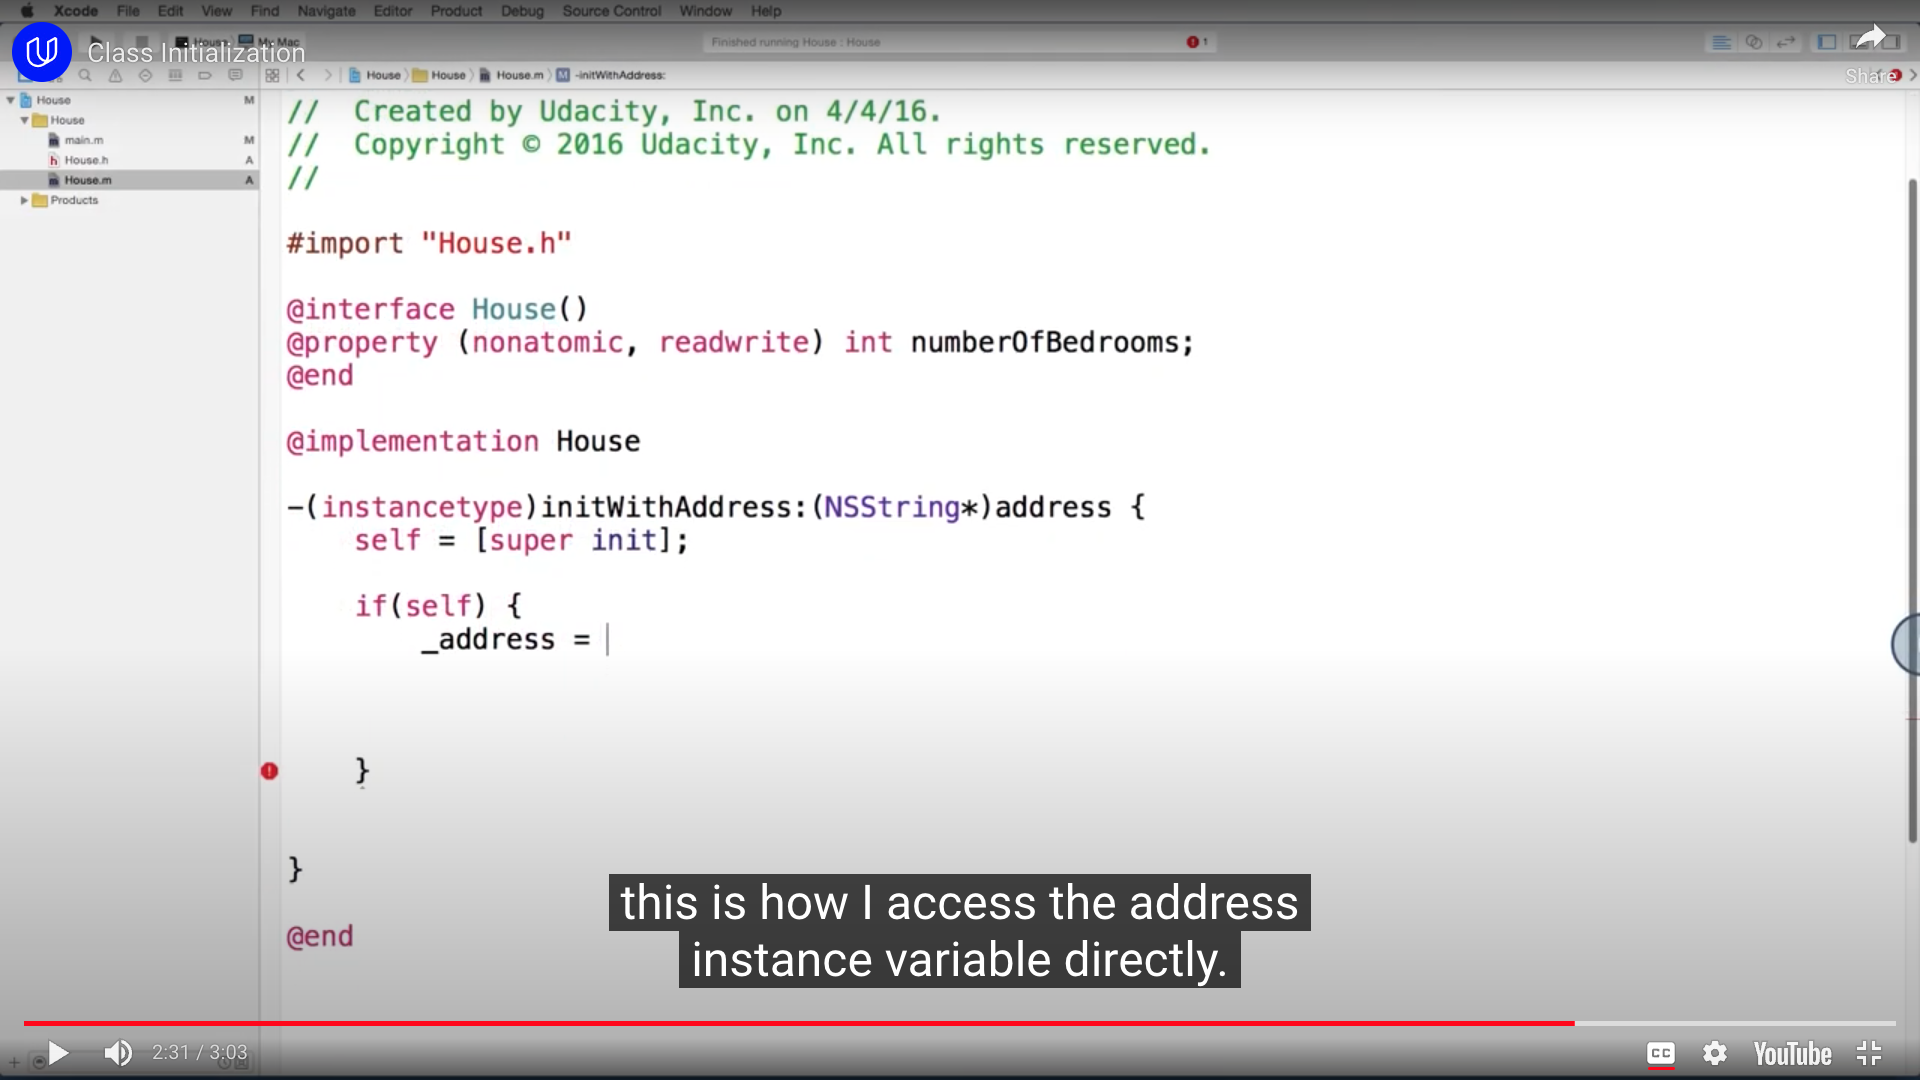 Xcode File Edit View Find Navigate Editor Product Debug Source Control Window Help
Class Initialization
House My Mac
Finished running House : House
1
Share
House House House.m M -initWithAddress:
House M
House
main.m M
h House.h A
House.m A
Products
// Created by Udacity, Inc. on 4/4/16.
// Copyright © 2016 Udacity, Inc. All rights reserved.
//
#import "House.h"
@interface House()
@property (nonatomic, readwrite) int numberOfBedrooms;
@end
@implementation House
-(instancetype)initWithAddress:(NSString*)address {
self = [super init];
if(self) {
_address =
}
}
@end
this is how I access the address
instance variable directly.
2:31 / 3:03
CC
YouTube